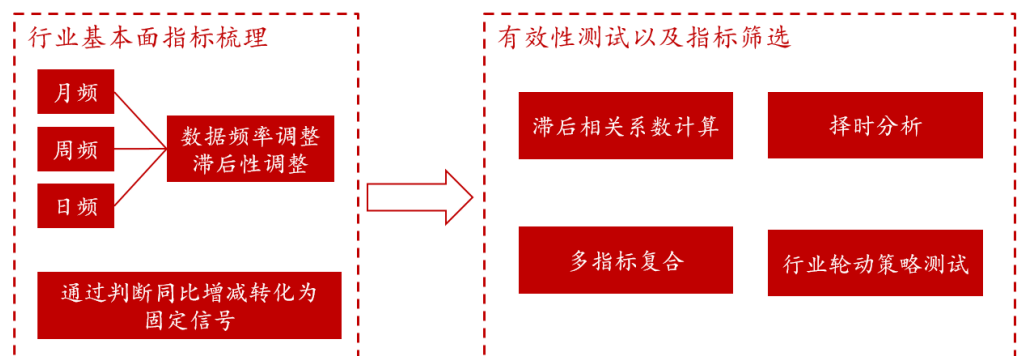 行业基本面指标梳理
月频
周频
日频
数据频率调整
滞后性调整
通过判断同比增减转化为
固定信号
有效性测试以及指标筛选
滞后相关系数计算
择时分析
多指标复合
行业轮动策略测试